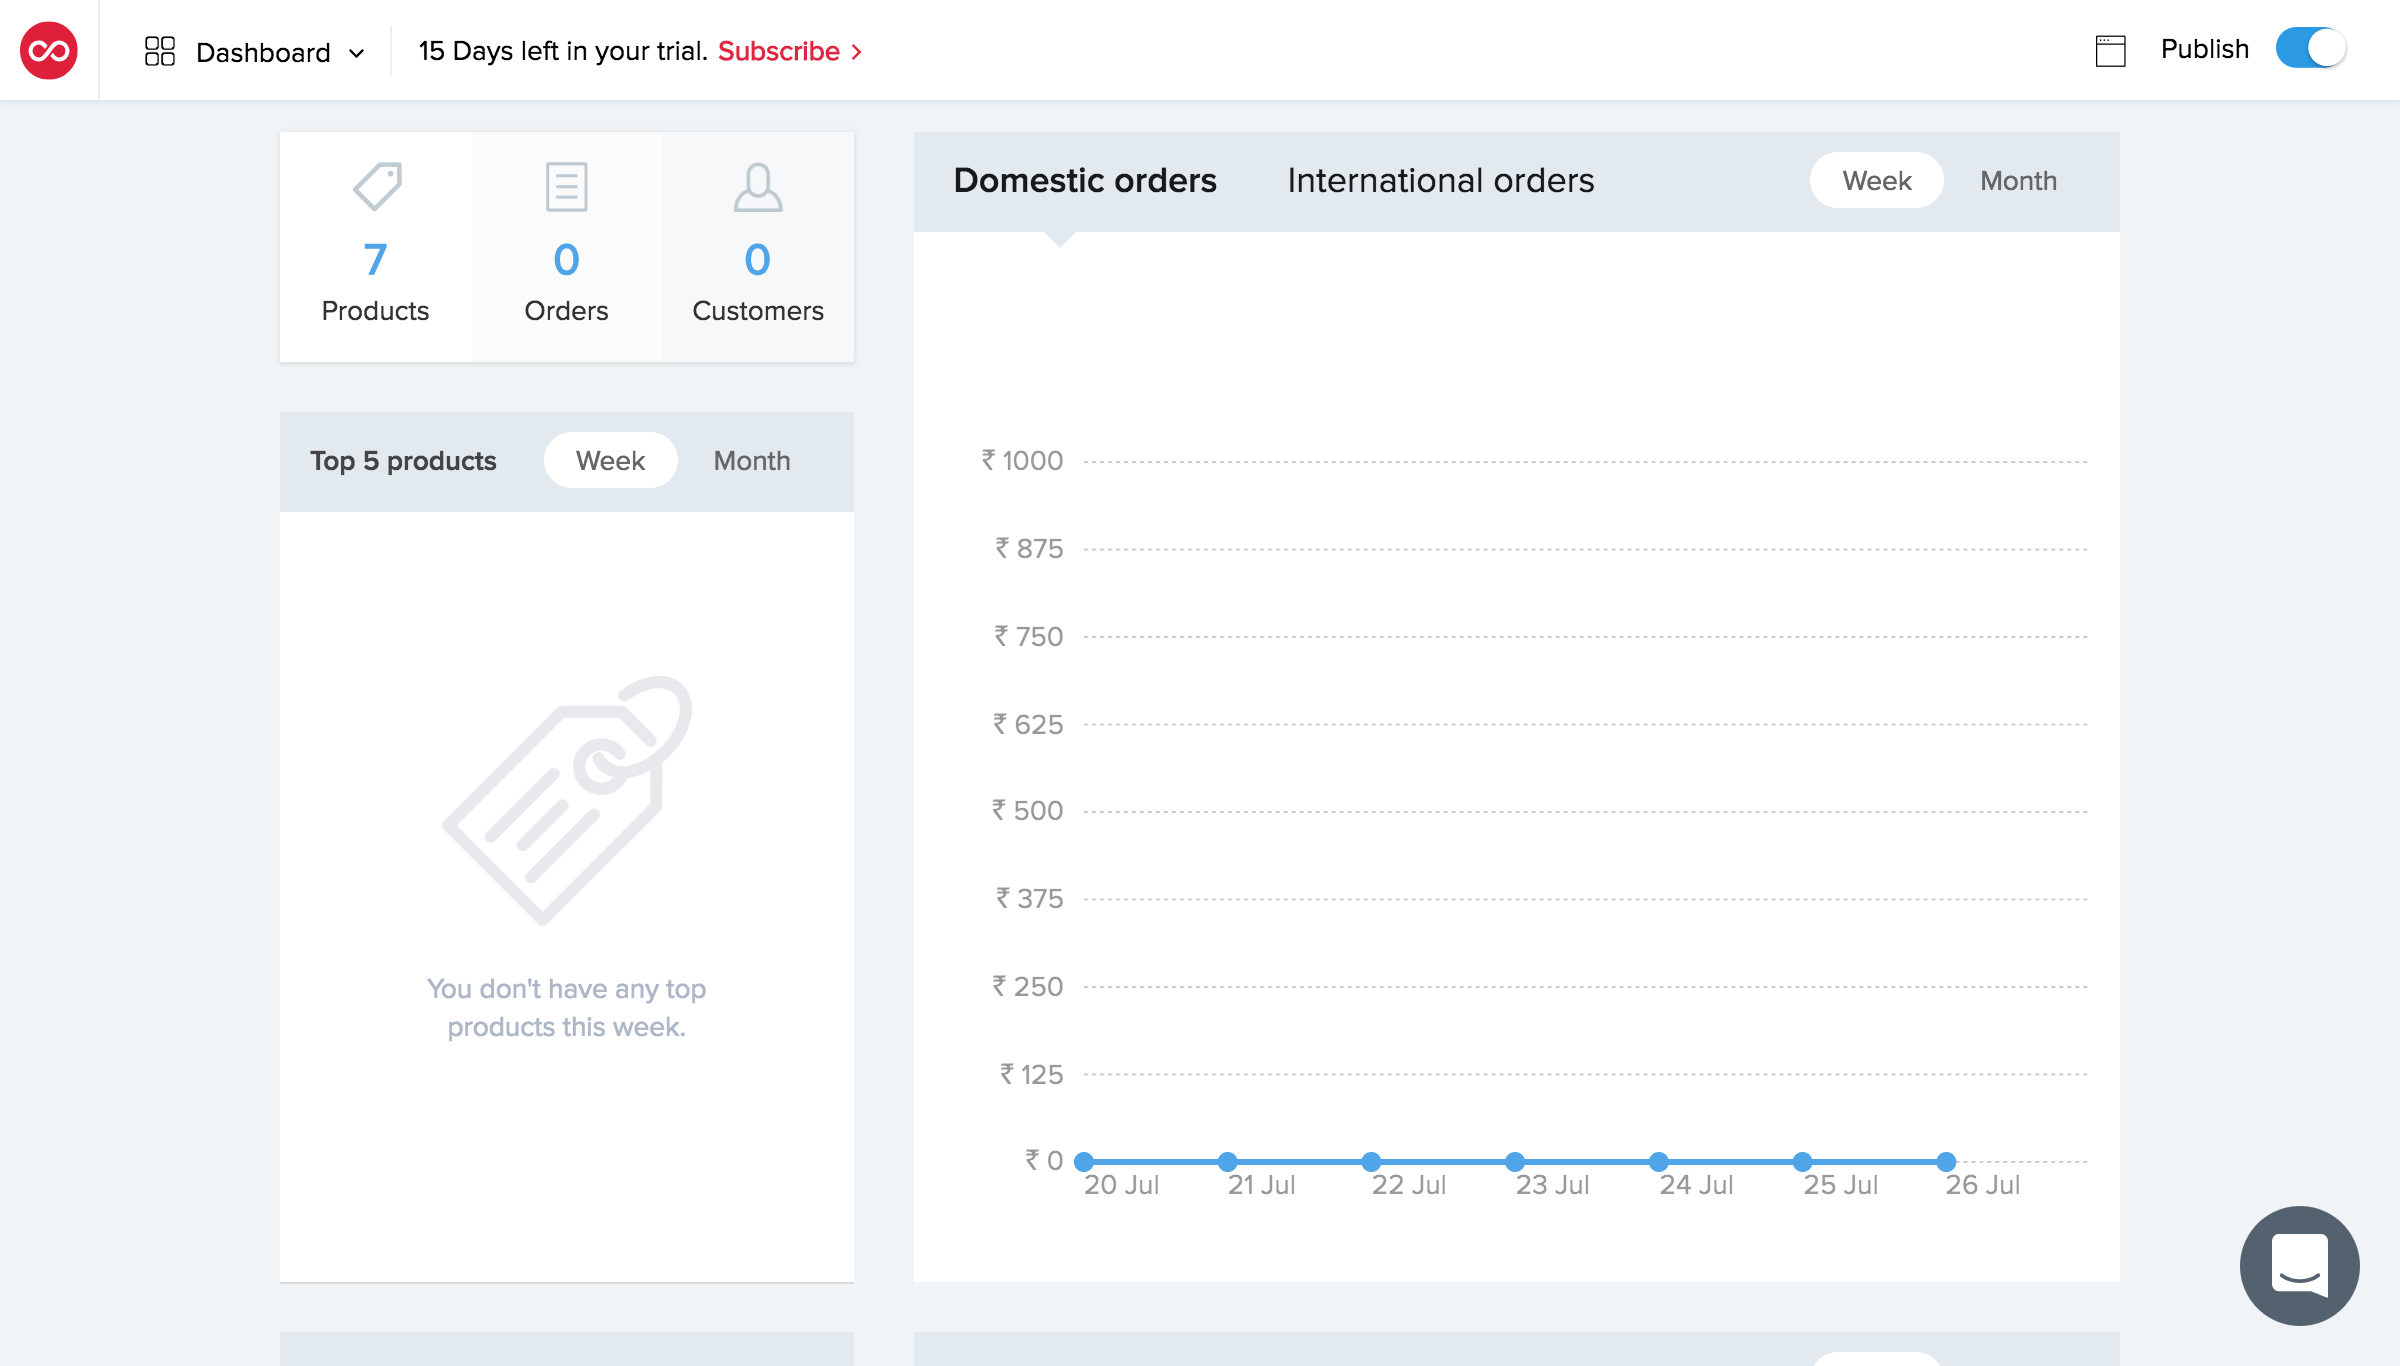 Dashboard
15 Days left in your trial. Subscribe
Publish
7
Products
0
Orders
0
Customers
Top 5 products
Week
Month
You don't have any top
products this week.
Domestic orders
International orders
Week
Month
₹ 1000
₹ 875
₹ 750
₹ 625
₹ 500
₹ 375
₹ 250
₹ 125
₹ 0
20 Jul
21 Jul
22 Jul
23 Jul
24 Jul
25 Jul
26 Jul